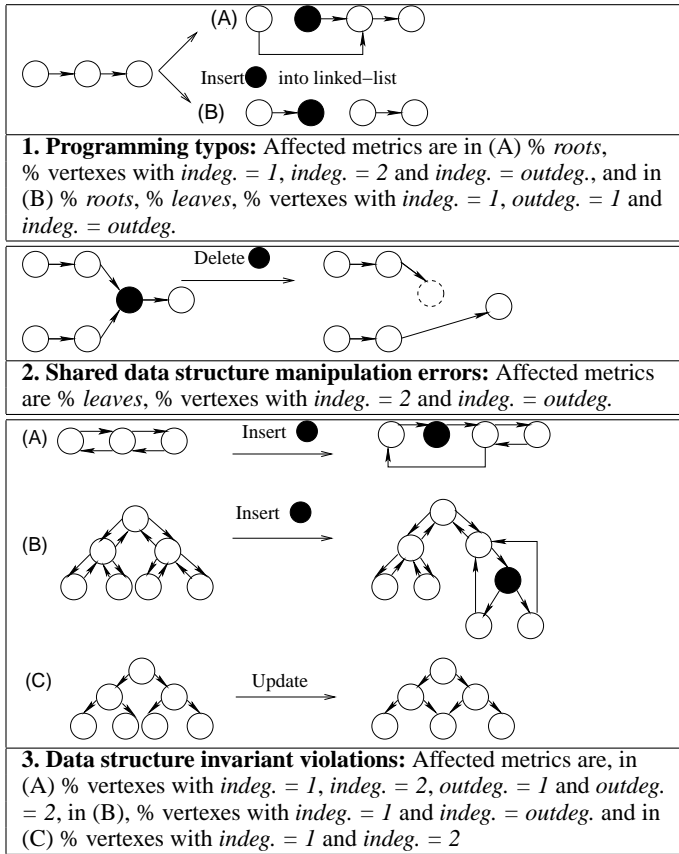 (A)
Insert into linked-list
(B)
1. Programming typos: Affected metrics are in (A) % roots,
% vertexes with indeg. = 1, indeg. = 2 and indeg. = outdeg., and in
(B) % roots, % leaves, % vertexes with indeg. = 1, outdeg. = 1 and
indeg. = outdeg.
Delete
2. Shared data structure manipulation errors: Affected metrics
are % leaves, % vertexes with indeg. = 2 and indeg. = outdeg.
(A)
Insert
(B)
Insert
(C)
Update
3. Data structure invariant violations: Affected metrics are, in
(A) % vertexes with indeg. = 1, indeg. = 2, outdeg. = 1 and outdeg.
= 2, in (B), % vertexes with indeg. = 1 and indeg. = outdeg. and in
(C) % vertexes with indeg. = 1 and indeg. = 2